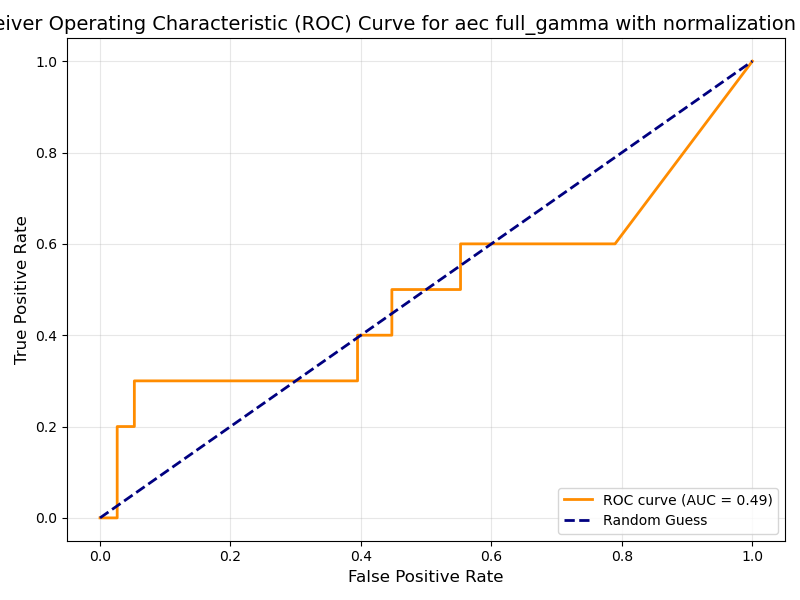 Operating Characteristic (ROC) Curve for aec full_gamma with normalization
1.0
0.8
0.6
0.4
0.2
0.0
True Positive Rate
0.0 0.2 0.4 0.6 0.8 1.0
False Positive Rate
ROC curve (AUC = 0.49)
Random Guess